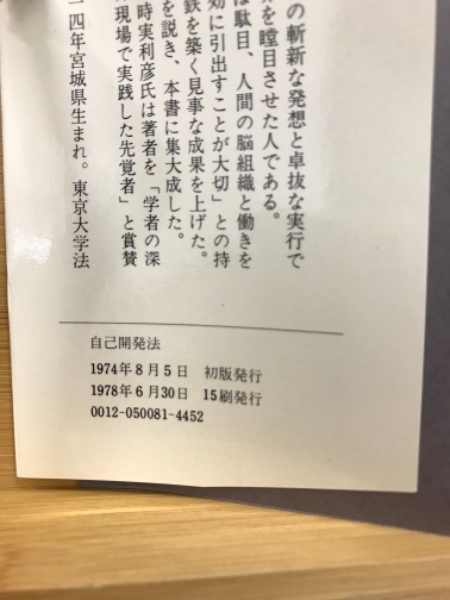 の斬新な発想と卓抜な実行で
を瞠目させた人である。
は駄目、人間の脳組織と働きを
効に引出すことが大切」との持
を説き、本書に集大成した。
鉄を築く見事な成果を上げた。
時実利彦氏は著者を「学者の深
現場で実践した先覚者」と賞賛
一四年宮城県生まれ。東京大学法
自己開発法
1974年8月5日 初版発行
1978年6月30日 15刷発行
0012-050081-4452